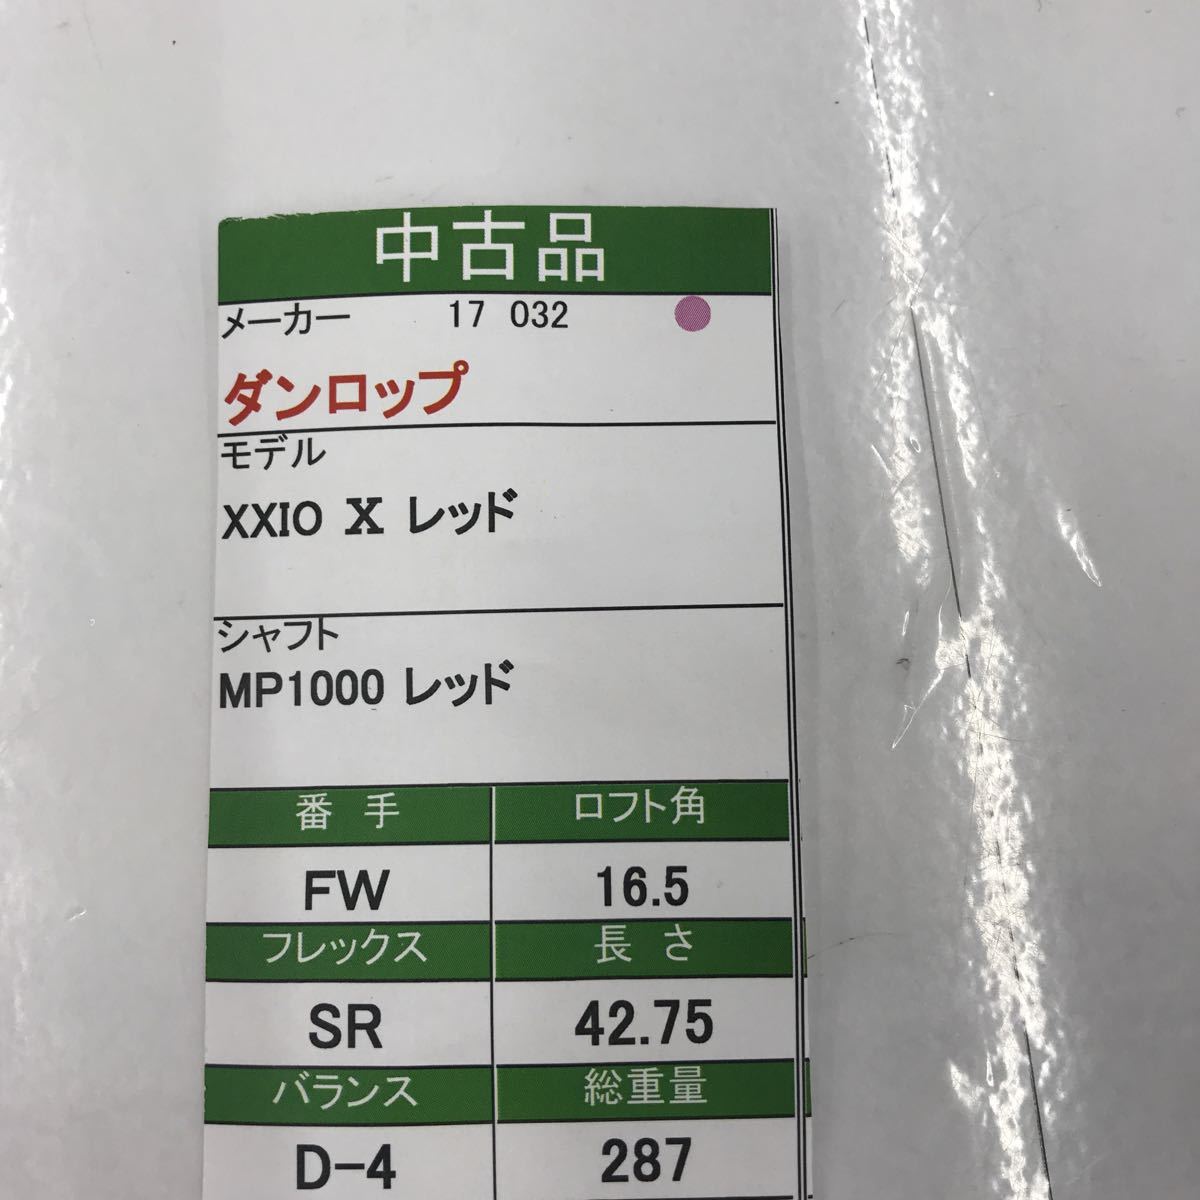 中古品
メーカー 17 032
ダンロップ
モデル
XXIO X レッド
シャフト
MP1000 レッド
番手 ロフト角
FW 16.5
フレックス 長さ
SR 42.75
バランス 総重量
D-4 287